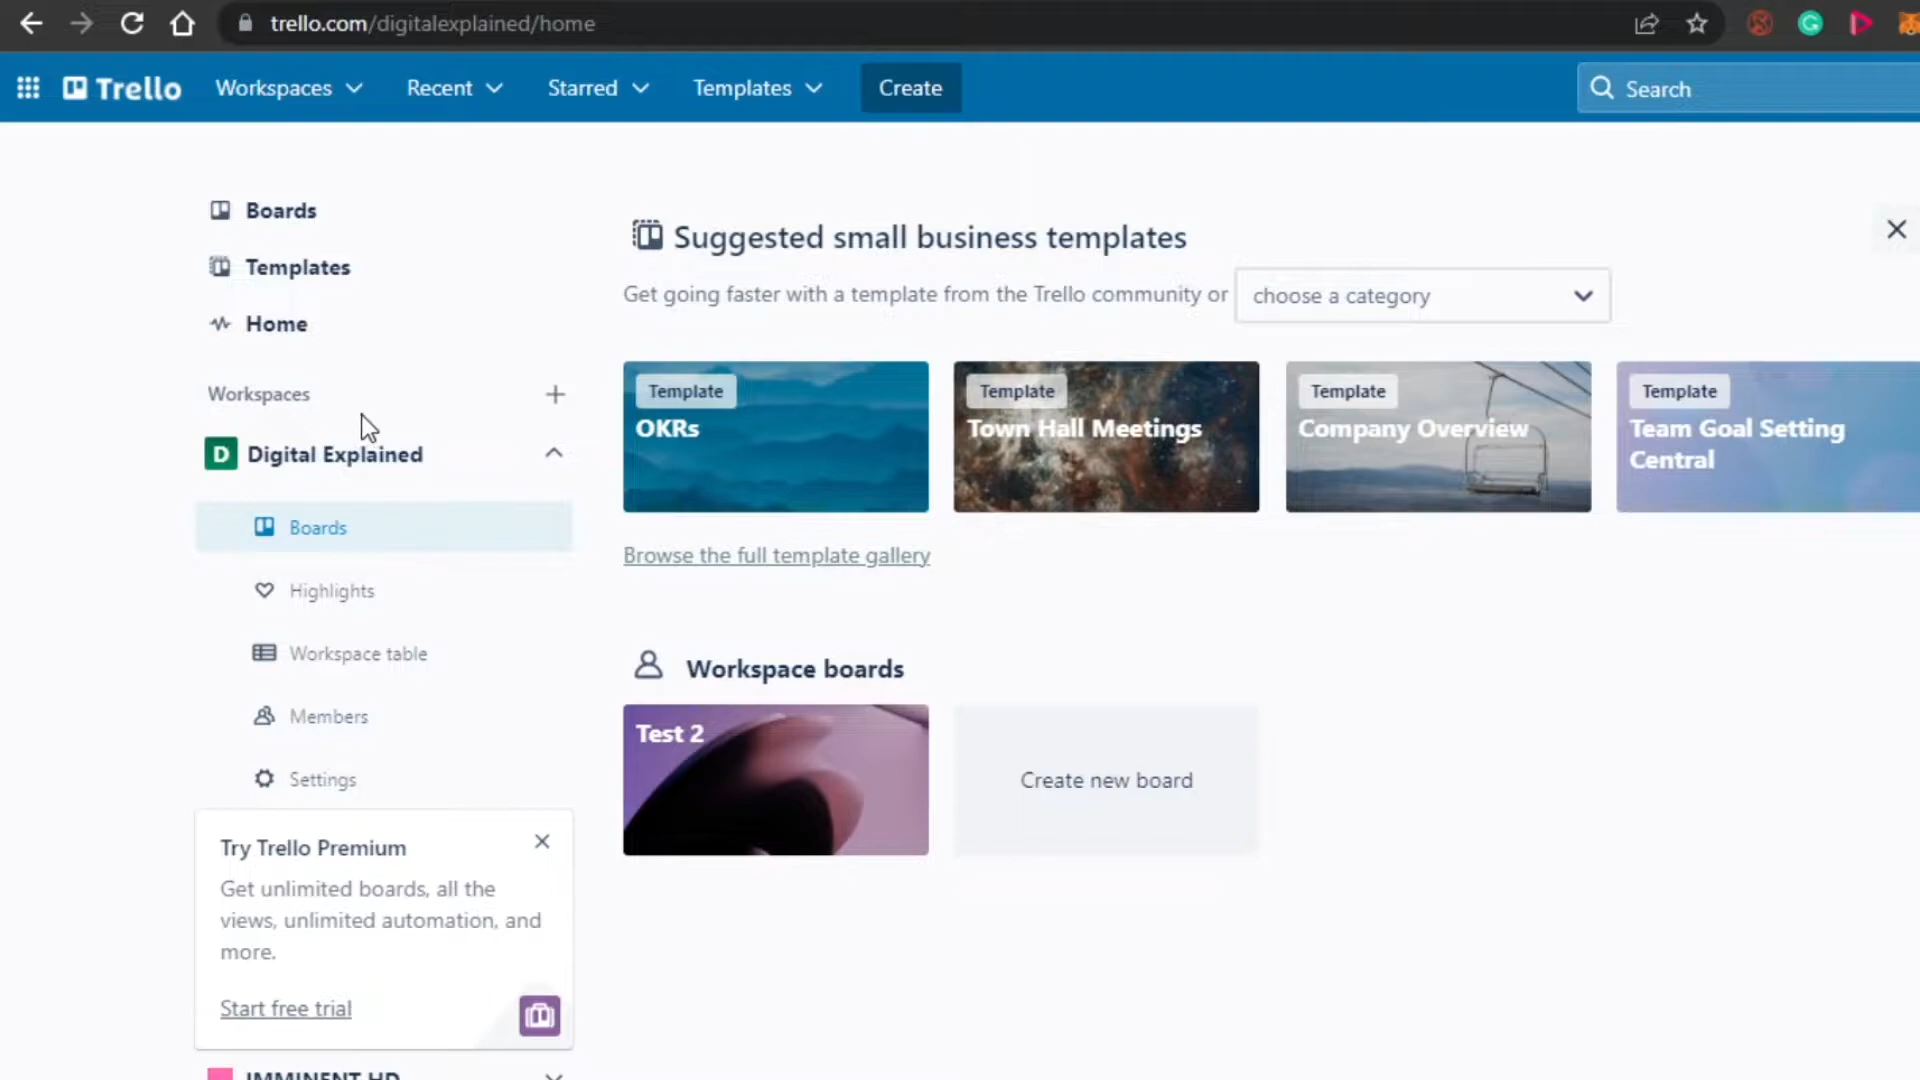 trello.com/digitalexplained/home
Trello Workspaces Recent Starred Templates Create Search
Boards
Templates
Home
Workspaces
D Digital Explained
Boards
Highlights
Workspace table
Members
Settings
Try Trello Premium
Get unlimited boards, all the
views, unlimited automation, and
more.
Start free trial
IMMINENT HD
Suggested small business templates
Get going faster with a template from the Trello community or choose a category
Template
OKRs
Template
Town Hall Meetings
Template
Company Overview
Template
Team Goal Setting
Central
Browse the full template gallery
Workspace boards
Test 2
Create new board